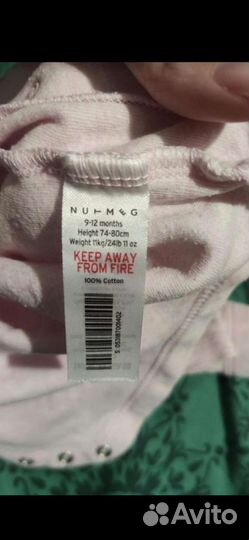 NUTMEG
9-12 months
Height 74-80cm
Weight 11kg/24lb 11 oz
KEEP AWAY
FROM FIRE
100% Cotton
Avito